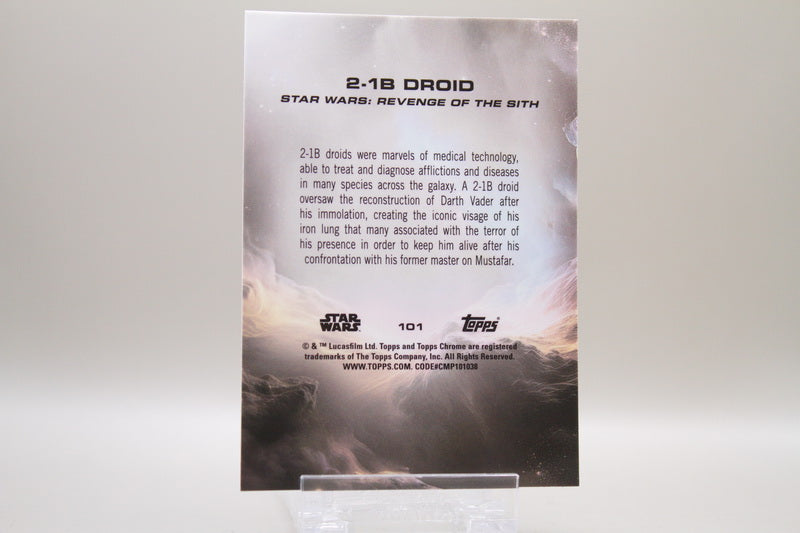 2-1B DROID
STAR WARS: REVENGE OF THE SITH
2-1B droids were marvels of medical technology,
able to treat and diagnose afflictions and diseases
in many species across the galaxy. A 2-1B droid
oversaw the reconstruction of Darth Vader after
his immolation, creating the iconic visage of his
iron lung that many associated with the terror of
his presence in order to keep him alive after his
confrontation with his former master on Mustafar.
STAR WARS 101 Topps
© & ™ Lucasfilm Ltd. Topps and Topps Chrome are registered
trademarks of The Topps Company, Inc. All Rights Reserved.
WWW.TOPPS.COM. CODE#CMP101038